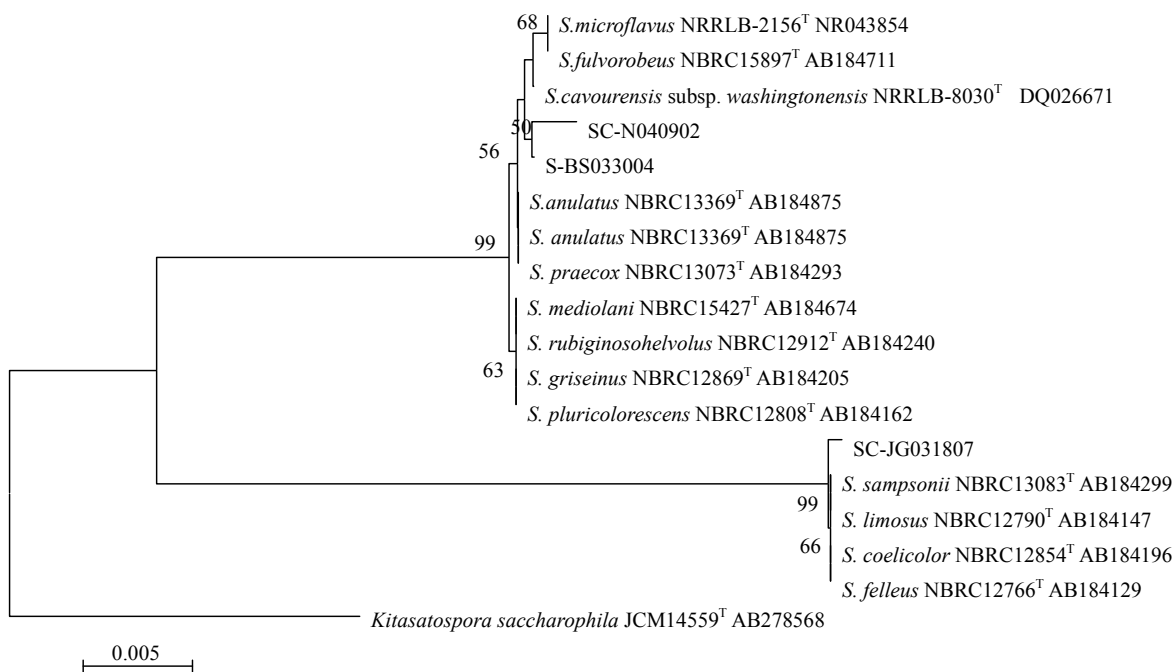 68 S.microflavus NRRLB-2156T NR043854
S.fulvorobeus NBRC15897T AB184711
S.cavourensis subsp. washingtonensis NRRLB-8030T DQ026671
50 SC-N040902
56
S-BS033004
S.anulatus NBRC13369T AB184875
99 S. anulatus NBRC13369T AB184875
S. praecox NBRC13073T AB184293
S. mediolani NBRC15427T AB184674
S. rubiginosohelvolus NBRC12912T AB184240
63 S. griseinus NBRC12869T AB184205
S. pluricolorescens NBRC12808T AB184162
SC-JG031807
S. sampsonii NBRC13083T AB184299
99
S. limosus NBRC12790T AB184147
66 S. coelicolor NBRC12854T AB184196
S. felleus NBRC12766T AB184129
Kitasatospora saccharophila JCM14559T AB278568
0.005